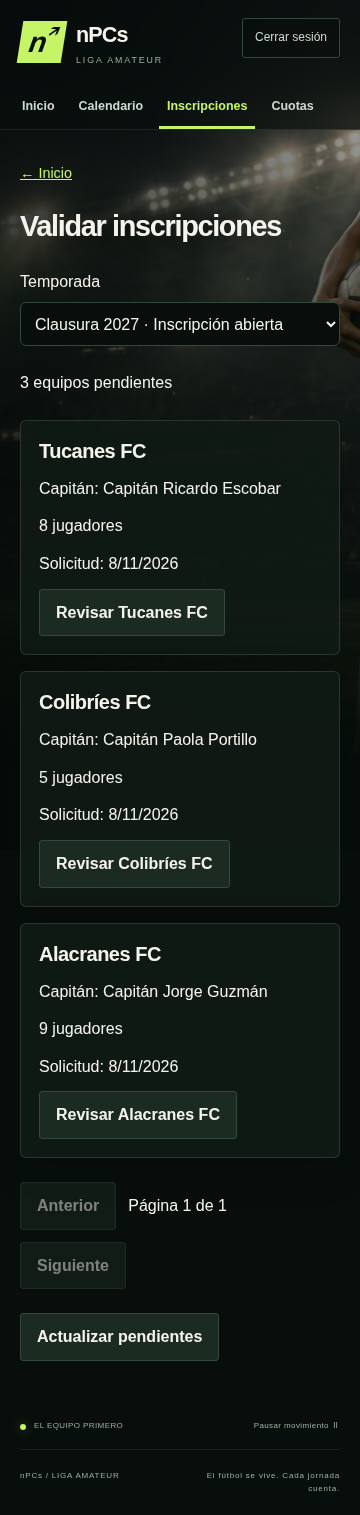 n
nPCs
LIGA AMATEUR
Cerrar sesión
Inicio Calendario Inscripciones Cuotas
← Inicio
Validar inscripciones
Temporada
Clausura 2027 · Inscripción abierta
3 equipos pendientes
Tucanes FC
Capitán: Capitán Ricardo Escobar
8 jugadores
Solicitud: 8/11/2026
Revisar Tucanes FC
Colibríes FC
Capitán: Capitán Paola Portillo
5 jugadores
Solicitud: 8/11/2026
Revisar Colibríes FC
Alacranes FC
Capitán: Capitán Jorge Guzmán
9 jugadores
Solicitud: 8/11/2026
Revisar Alacranes FC
Anterior Página 1 de 1
Siguiente
Actualizar pendientes
EL EQUIPO PRIMERO Pausar movimiento
nPCs / LIGA AMATEUR El fútbol se vive. Cada jornada
cuenta.